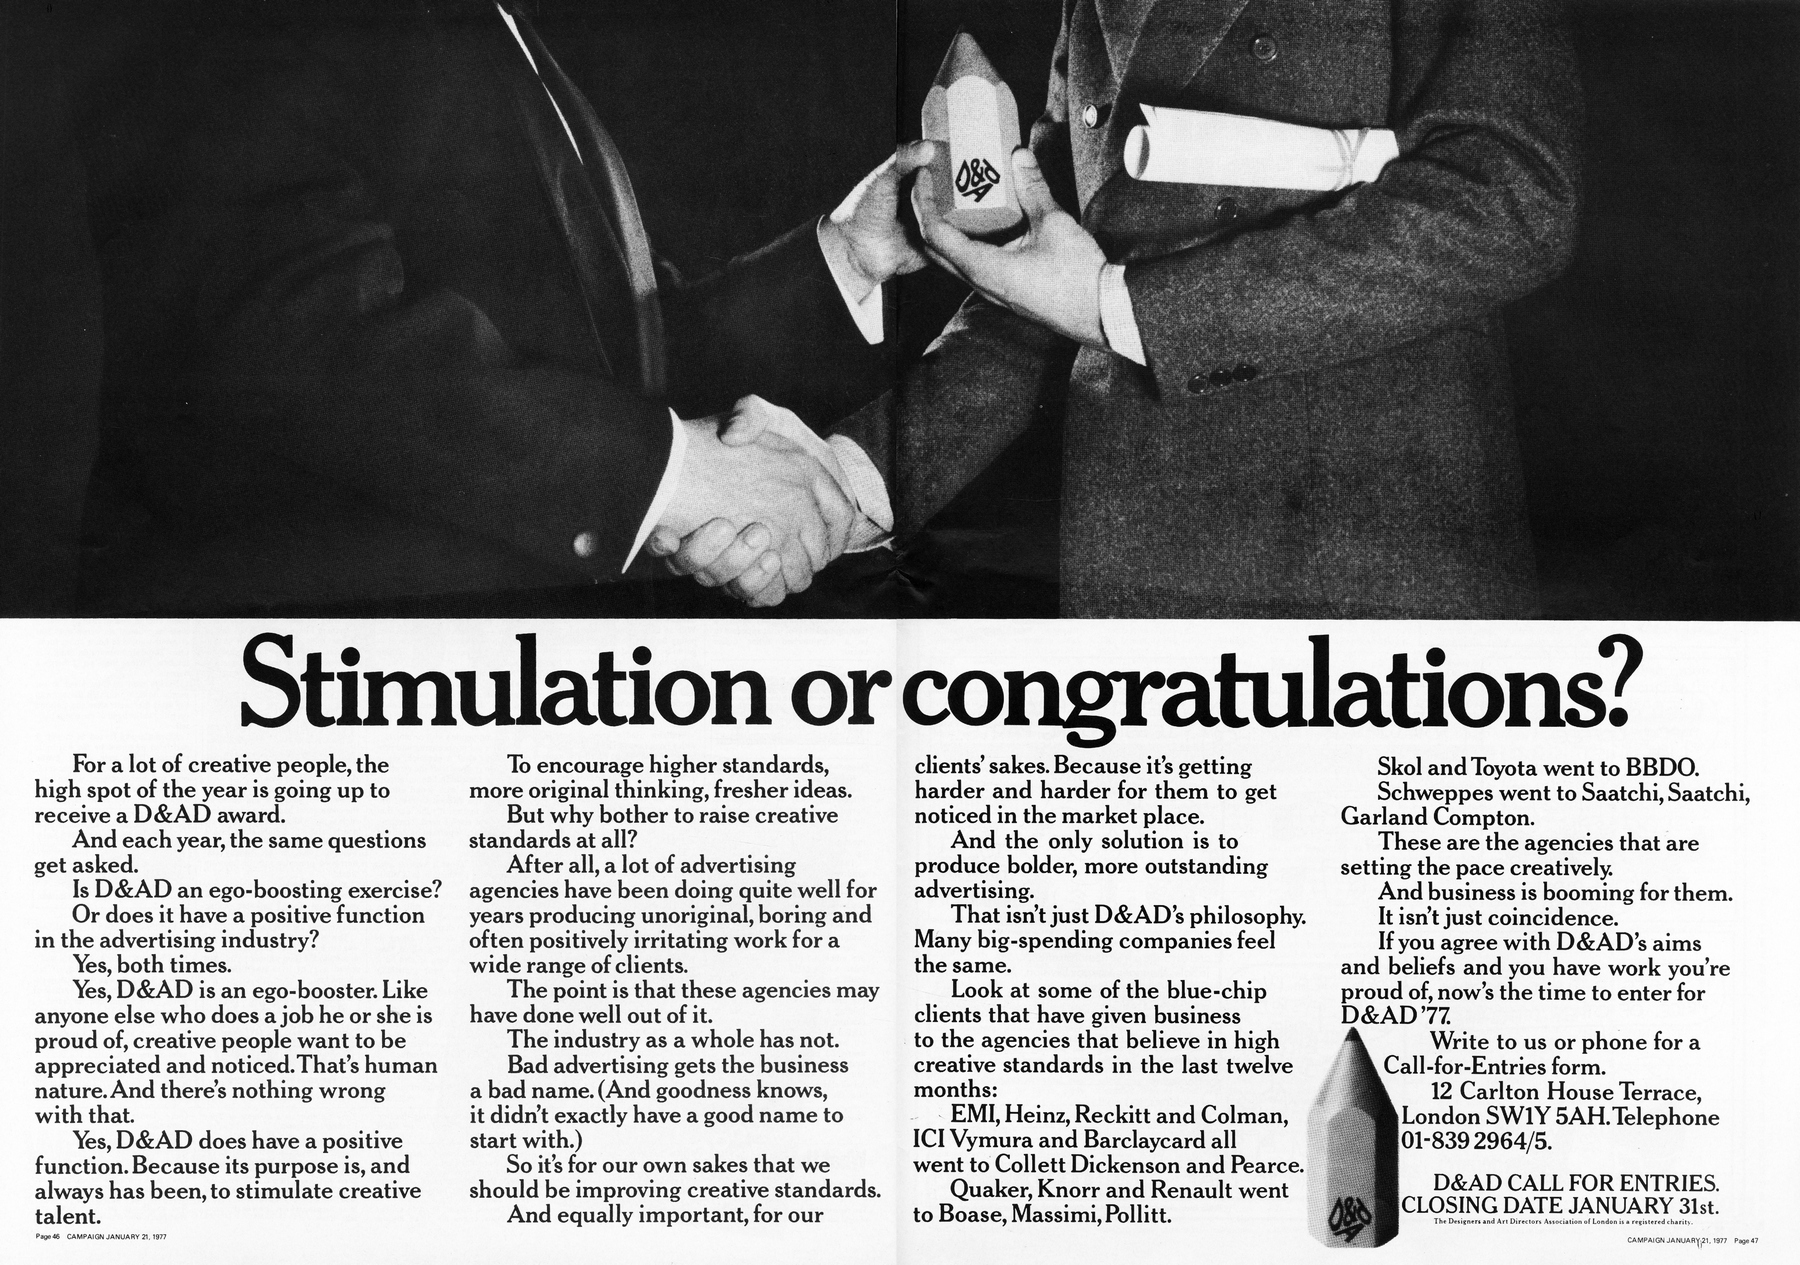 D&AD
Stimulation or congratulations?
For a lot of creative people, the
high spot of the year is going up to
receive a D&AD award.
And each year, the same questions
get asked.
Is D&AD an ego-boosting exercise?
Or does it have a positive function
in the advertising industry?
Yes, both times.
Yes, D&AD is an ego-booster. Like
anyone else who does a job he or she is
proud of, creative people want to be
appreciated and noticed. That's human
nature. And there's nothing wrong
with that.
Yes, D&AD does have a positive
function. Because its purpose is, and
always has been, to stimulate creative
talent.
To encourage higher standards,
more original thinking, fresher ideas.
But why bother to raise creative
standards at all?
After all, a lot of advertising
agencies have been doing quite well for
years producing unoriginal, boring and
often positively irritating work for a
wide range of clients.
The point is that these agencies may
have done well out of it.
The industry as a whole has not.
Bad advertising gets the business
a bad name. (And goodness knows,
it didn't exactly have a good name to
start with.)
So it's for our own sakes that we
should be improving creative standards.
And equally important, for our
clients' sakes. Because it's getting
harder and harder for them to get
noticed in the market place.
And the only solution is to
produce bolder, more outstanding
advertising.
That isn't just D&AD's philosophy.
Many big-spending companies feel
the same.
Look at some of the blue-chip
clients that have given business
to the agencies that believe in high
creative standards in the last twelve
months:
EMI, Heinz, Reckitt and Colman,
ICI Vymura and Barclaycard all
went to Collett Dickenson and Pearce.
Quaker, Knorr and Renault went
to Boase, Massimi, Pollitt.
Skol and Toyota went to BBDO.
Schweppes went to Saatchi, Saatchi,
Garland Compton.
These are the agencies that are
setting the pace creatively.
And business is booming for them.
It isn't just coincidence.
If you agree with D&AD's aims
and beliefs and you have work you're
proud of, now's the time to enter for
D&AD '77.
Write to us or phone for a
Call-for-Entries form.
12 Carlton House Terrace,
London SW1Y 5AH. Telephone
01-839 2964/5.
D&AD
D&AD CALL FOR ENTRIES.
CLOSING DATE JANUARY 31st.
The Designers and Art Directors Association of London is a registered charity.
Page 46 CAMPAIGN JANUARY 21, 1977
CAMPAIGN JANUARY 21, 1977 Page 47